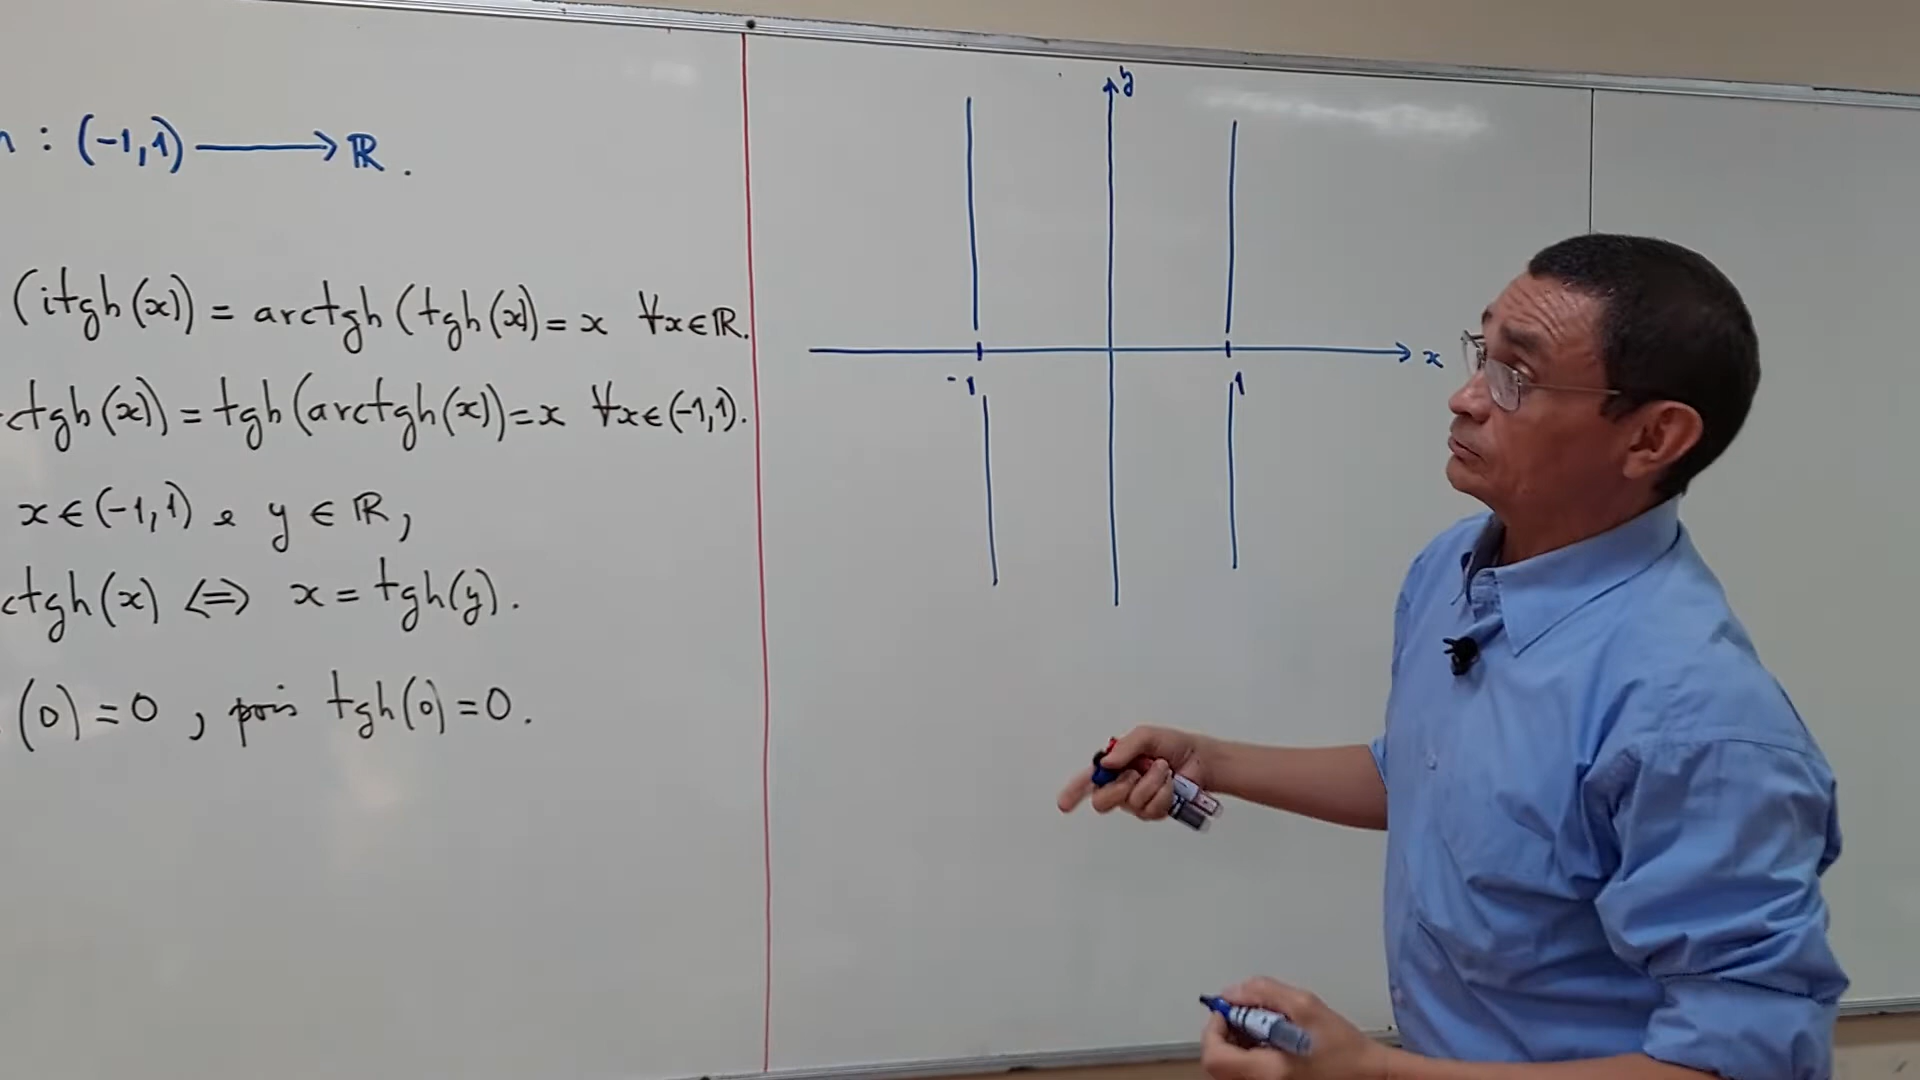 : (-1,1) ⟶ ℝ.
(itgh(x)) = arctgh(tgh(x)) = x ∀x∈ℝ.
ctgh(x)) = tgh(arctgh(x)) = x ∀x∈(-1,1).
x∈(-1,1) e y∈ℝ,
ctgh(x) ⟺ x = tgh(y).
(0) = 0, pois tgh(0) = 0.
y
x
-1
1